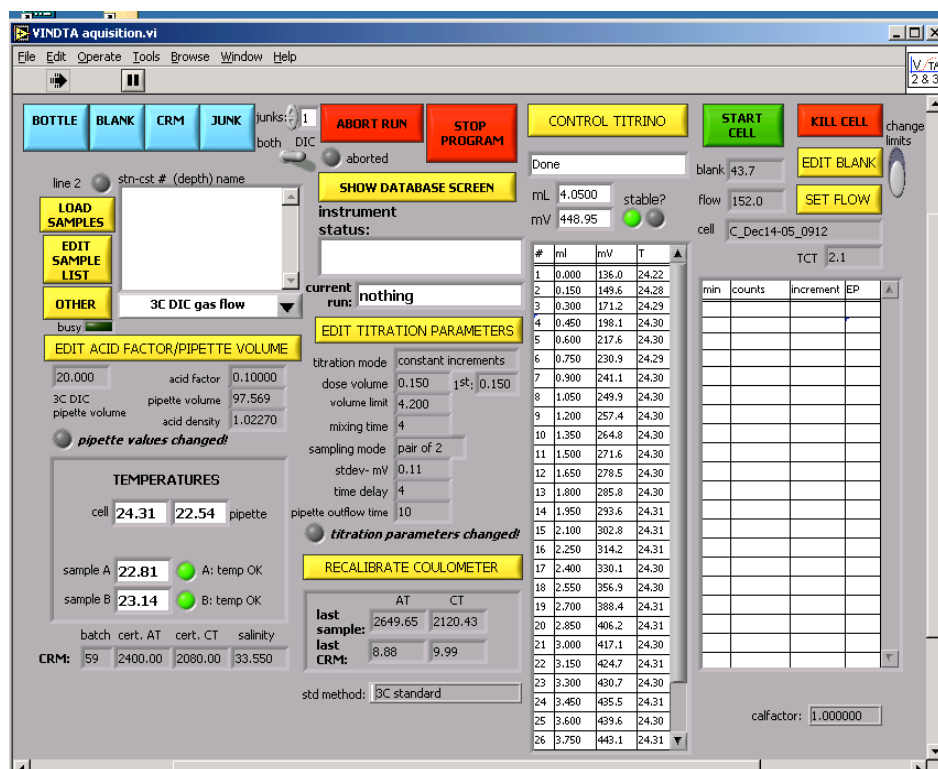 VINDTA aquisition.vi
File Edit Operate Tools Browse Window Help
V/TA
2 & 3
BOTTLE BLANK CRM JUNK
junks: 1
both DIC
ABORT RUN
aborted
STOP PROGRAM
line 2
stn-cst # (depth) name
LOAD SAMPLES
EDIT SAMPLE LIST
OTHER
3C DIC gas flow
busy
SHOW DATABASE SCREEN
instrument status:
current run: nothing
EDIT ACID FACTOR/PIPETTE VOLUME
20.000
3C DIC pipette volume
acid factor 0.10000
pipette volume 97.569
acid density 1.02270
pipette values changed!
TEMPERATURES
cell 24.31 22.54 pipette
sample A 22.81 A: temp OK
sample B 23.14 B: temp OK
batch cert. AT cert. CT salinity
CRM: 59 2400.00 2080.00 33.550
EDIT TITRATION PARAMETERS
titration mode constant increments
dose volume 0.150 1st: 0.150
volume limit 4.200
mixing time 4
sampling mode pair of 2
stdev- mV 0.11
time delay 4
pipette outflow time 10
titration parameters changed!
RECALIBRATE COULOMETER
AT CT
last sample: 2649.65 2120.43
last CRM: 8.88 9.99
std method: 3C standard
CONTROL TITRINO
Done
mL 4.0500
stable?
mV 448.95
# ml mV T
1 0.000 136.0 24.22
2 0.150 149.6 24.28
3 0.300 171.2 24.29
4 0.450 198.1 24.30
5 0.600 217.6 24.30
6 0.750 230.9 24.29
7 0.900 241.1 24.30
8 1.050 249.9 24.30
9 1.200 257.4 24.30
10 1.350 264.8 24.30
11 1.500 271.6 24.30
12 1.650 278.5 24.30
13 1.800 285.8 24.30
14 1.950 293.6 24.31
15 2.100 302.8 24.31
16 2.250 314.2 24.31
17 2.400 330.1 24.30
18 2.550 356.9 24.30
19 2.700 388.4 24.31
20 2.850 406.2 24.31
21 3.000 417.1 24.30
22 3.150 424.7 24.31
23 3.300 430.7 24.30
24 3.450 435.5 24.31
25 3.600 439.6 24.30
26 3.750 443.1 24.31
START CELL
KILL CELL
change limits
blank 43.7
EDIT BLANK
flow 152.0
SET FLOW
cell C_Dec14-05_0912
TCT 2.1
min counts increment EP
calfactor: 1.000000